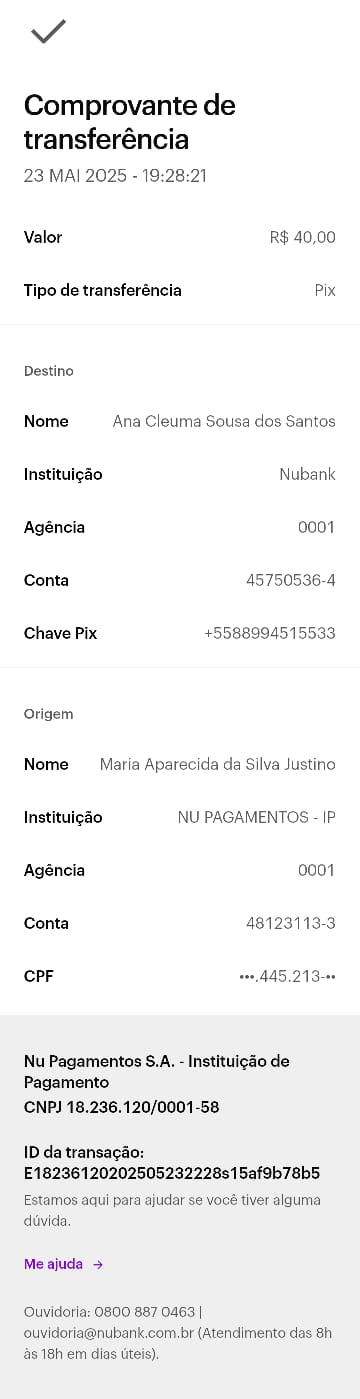 Comprovante de
transferência
23 MAI 2025 - 19:28:21
Valor R$ 40,00
Tipo de transferência Pix
Destino
Nome Ana Cleuma Sousa dos Santos
Instituição Nubank
Agência 0001
Conta 45750536-4
Chave Pix +5588994515533
Origem
Nome Maria Aparecida da Silva Justino
Instituição NU PAGAMENTOS - IP
Agência 0001
Conta 48123113-3
CPF •••.445.213-••
Nu Pagamentos S.A. - Instituição de
Pagamento
CNPJ 18.236.120/0001-58
ID da transação:
E18236120202505232228s15af9b78b5
Estamos aqui para ajudar se você tiver alguma
dúvida.
Me ajuda →
Ouvidoria: 0800 887 0463 |
ouvidoria@nubank.com.br (Atendimento das 8h
às 18h em dias úteis).